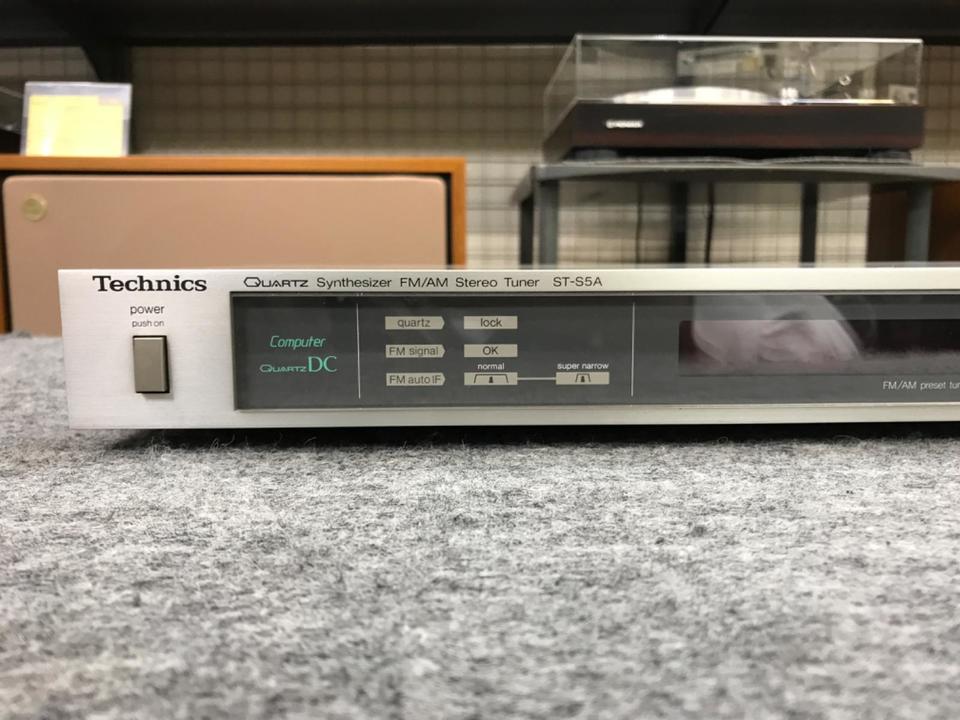 Technics
QUARTZ Synthesizer FM/AM Stereo Tuner ST-S5A
power
push on
Computer
QUARTZ DC
quartz lock
FM signal OK
normal super narrow
FM auto IF
FM/AM preset tun